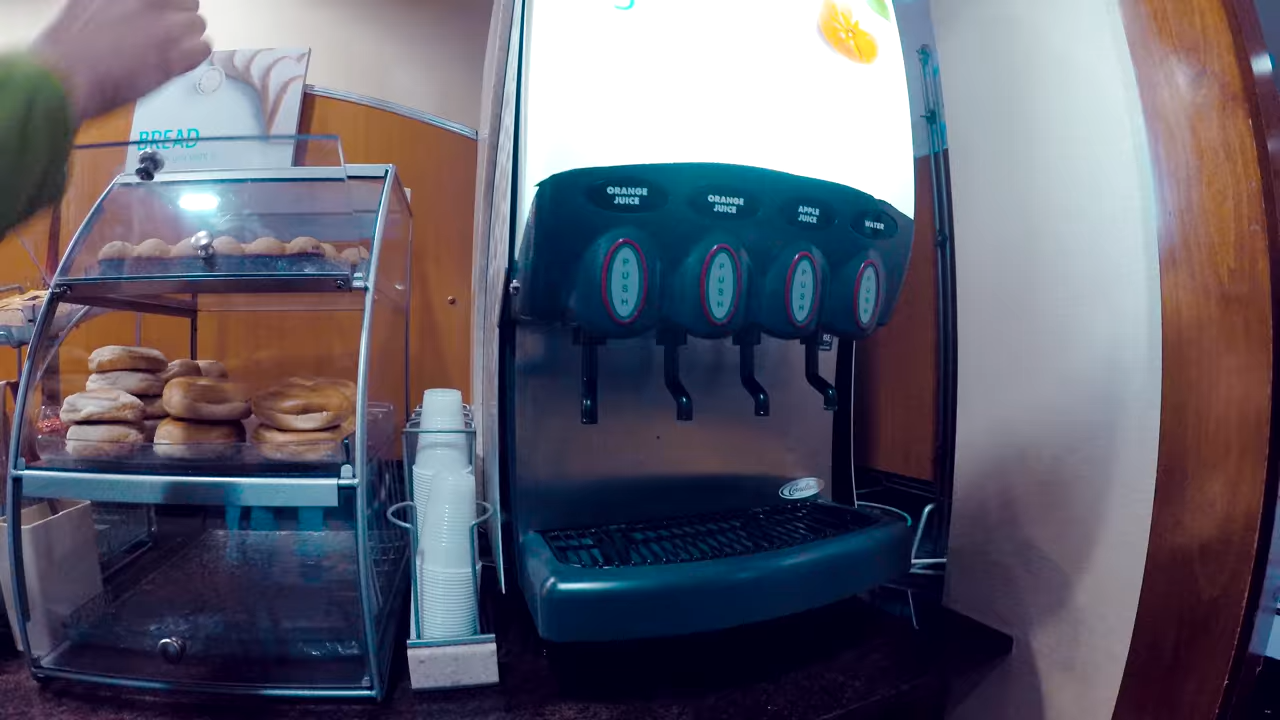 BREAD
ORANGE
JUICE
ORANGE
JUICE
APPLE
JUICE
WATER
PUSH
PUSH
PUSH
PUSH